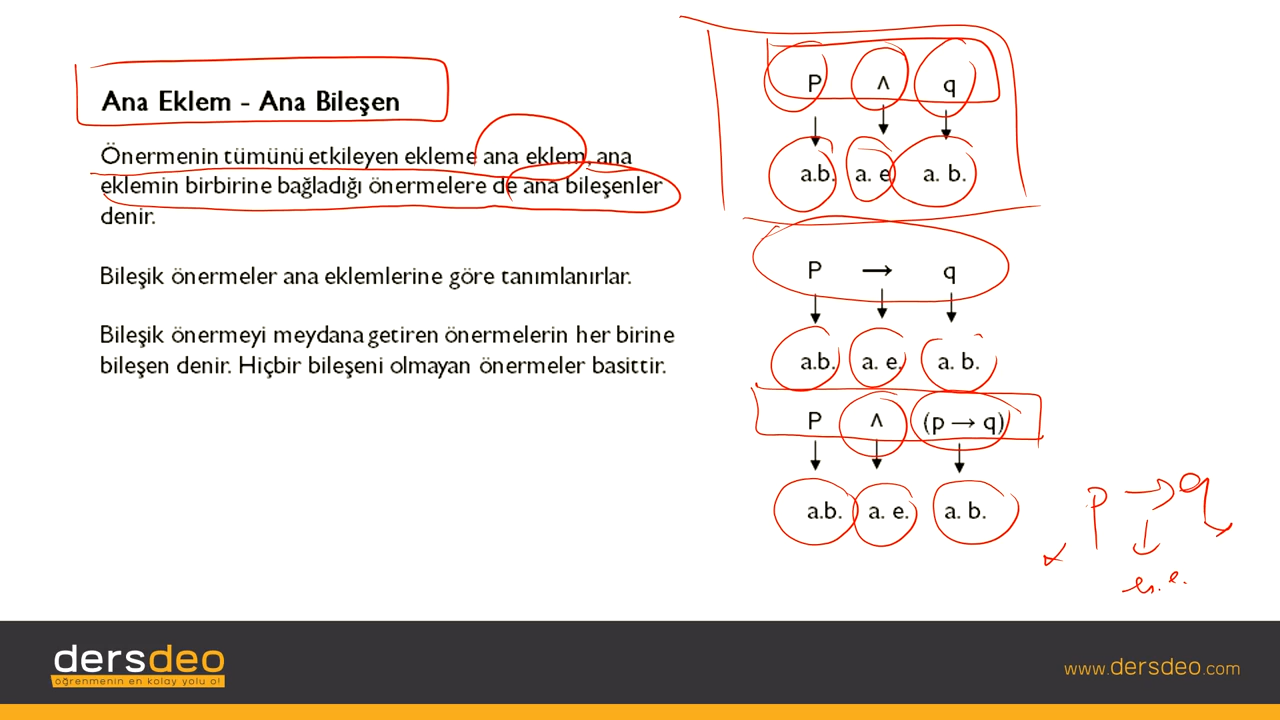 Ana Eklem - Ana Bileşen
Önermenin tümünü etkileyen ekleme ana eklem, ana
eklemin birbirine bağladığı önermelere de ana bileşenler
denir.
Bileşik önermeler ana eklemlerine göre tanımlanırlar.
Bileşik önermeyi meydana getiren önermelerin her birine
bileşen denir. Hiçbir bileşeni olmayan önermeler basittir.
P ∧ q
a.b. a. e a. b.
P → q
a.b. a. e. a. b.
P ∧ (p → q)
a.b. a. e. a. b.
p → q
dersdeo
öğrenmenin en kolay yolu o!
www.dersdeo.com